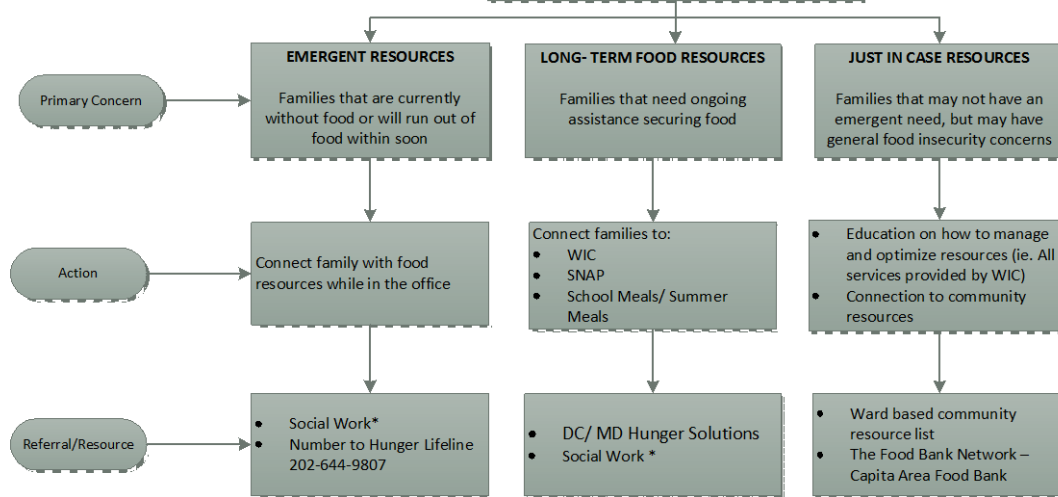 EMERGENT RESOURCES
Families that are currently
without food or will run out of
food within soon
LONG- TERM FOOD RESOURCES
Families that need ongoing
assistance securing food
JUST IN CASE RESOURCES
Families that may not have an
emergent need, but may have
general food insecurity concerns
Primary Concern
Action
Connect family with food
resources while in the office
Connect families to:
• WIC
• SNAP
• School Meals/ Summer
Meals
• Education on how to manage
and optimize resources (ie. All
services provided by WIC)
• Connection to community
resources
Referral/Resource
• Social Work*
• Number to Hunger Lifeline
202-644-9807
• DC/ MD Hunger Solutions
• Social Work *
• Ward based community
resource list
• The Food Bank Network –
Capita Area Food Bank